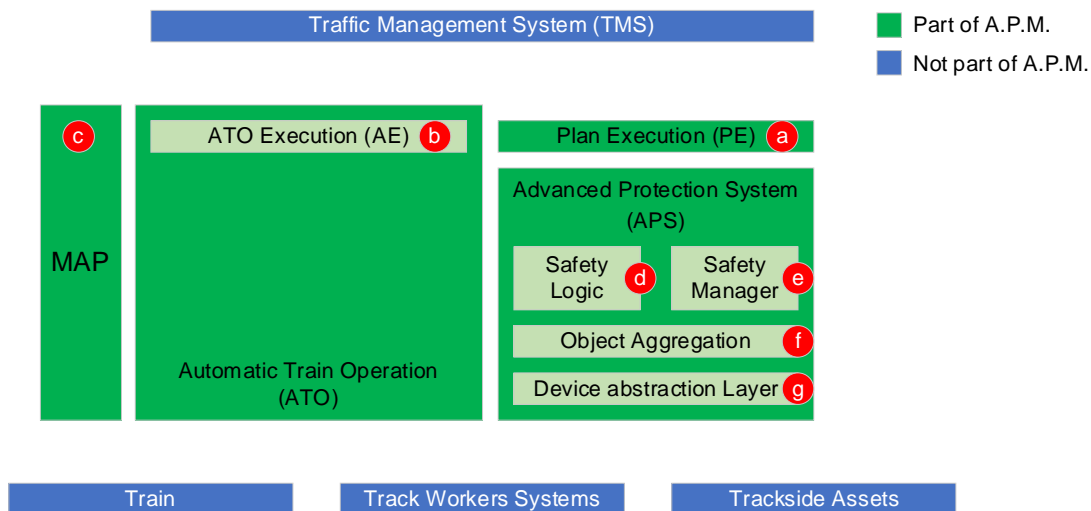 Traffic Management System (TMS)
Part of A.P.M.
Not part of A.P.M.
c
MAP
ATO Execution (AE) b
Automatic Train Operation
(ATO)
Plan Execution (PE) a
Advanced Protection System
(APS)
Safety
Logic
d
Safety
Manager
e
Object Aggregation f
Device abstraction Layer g
Train
Track Workers Systems
Trackside Assets